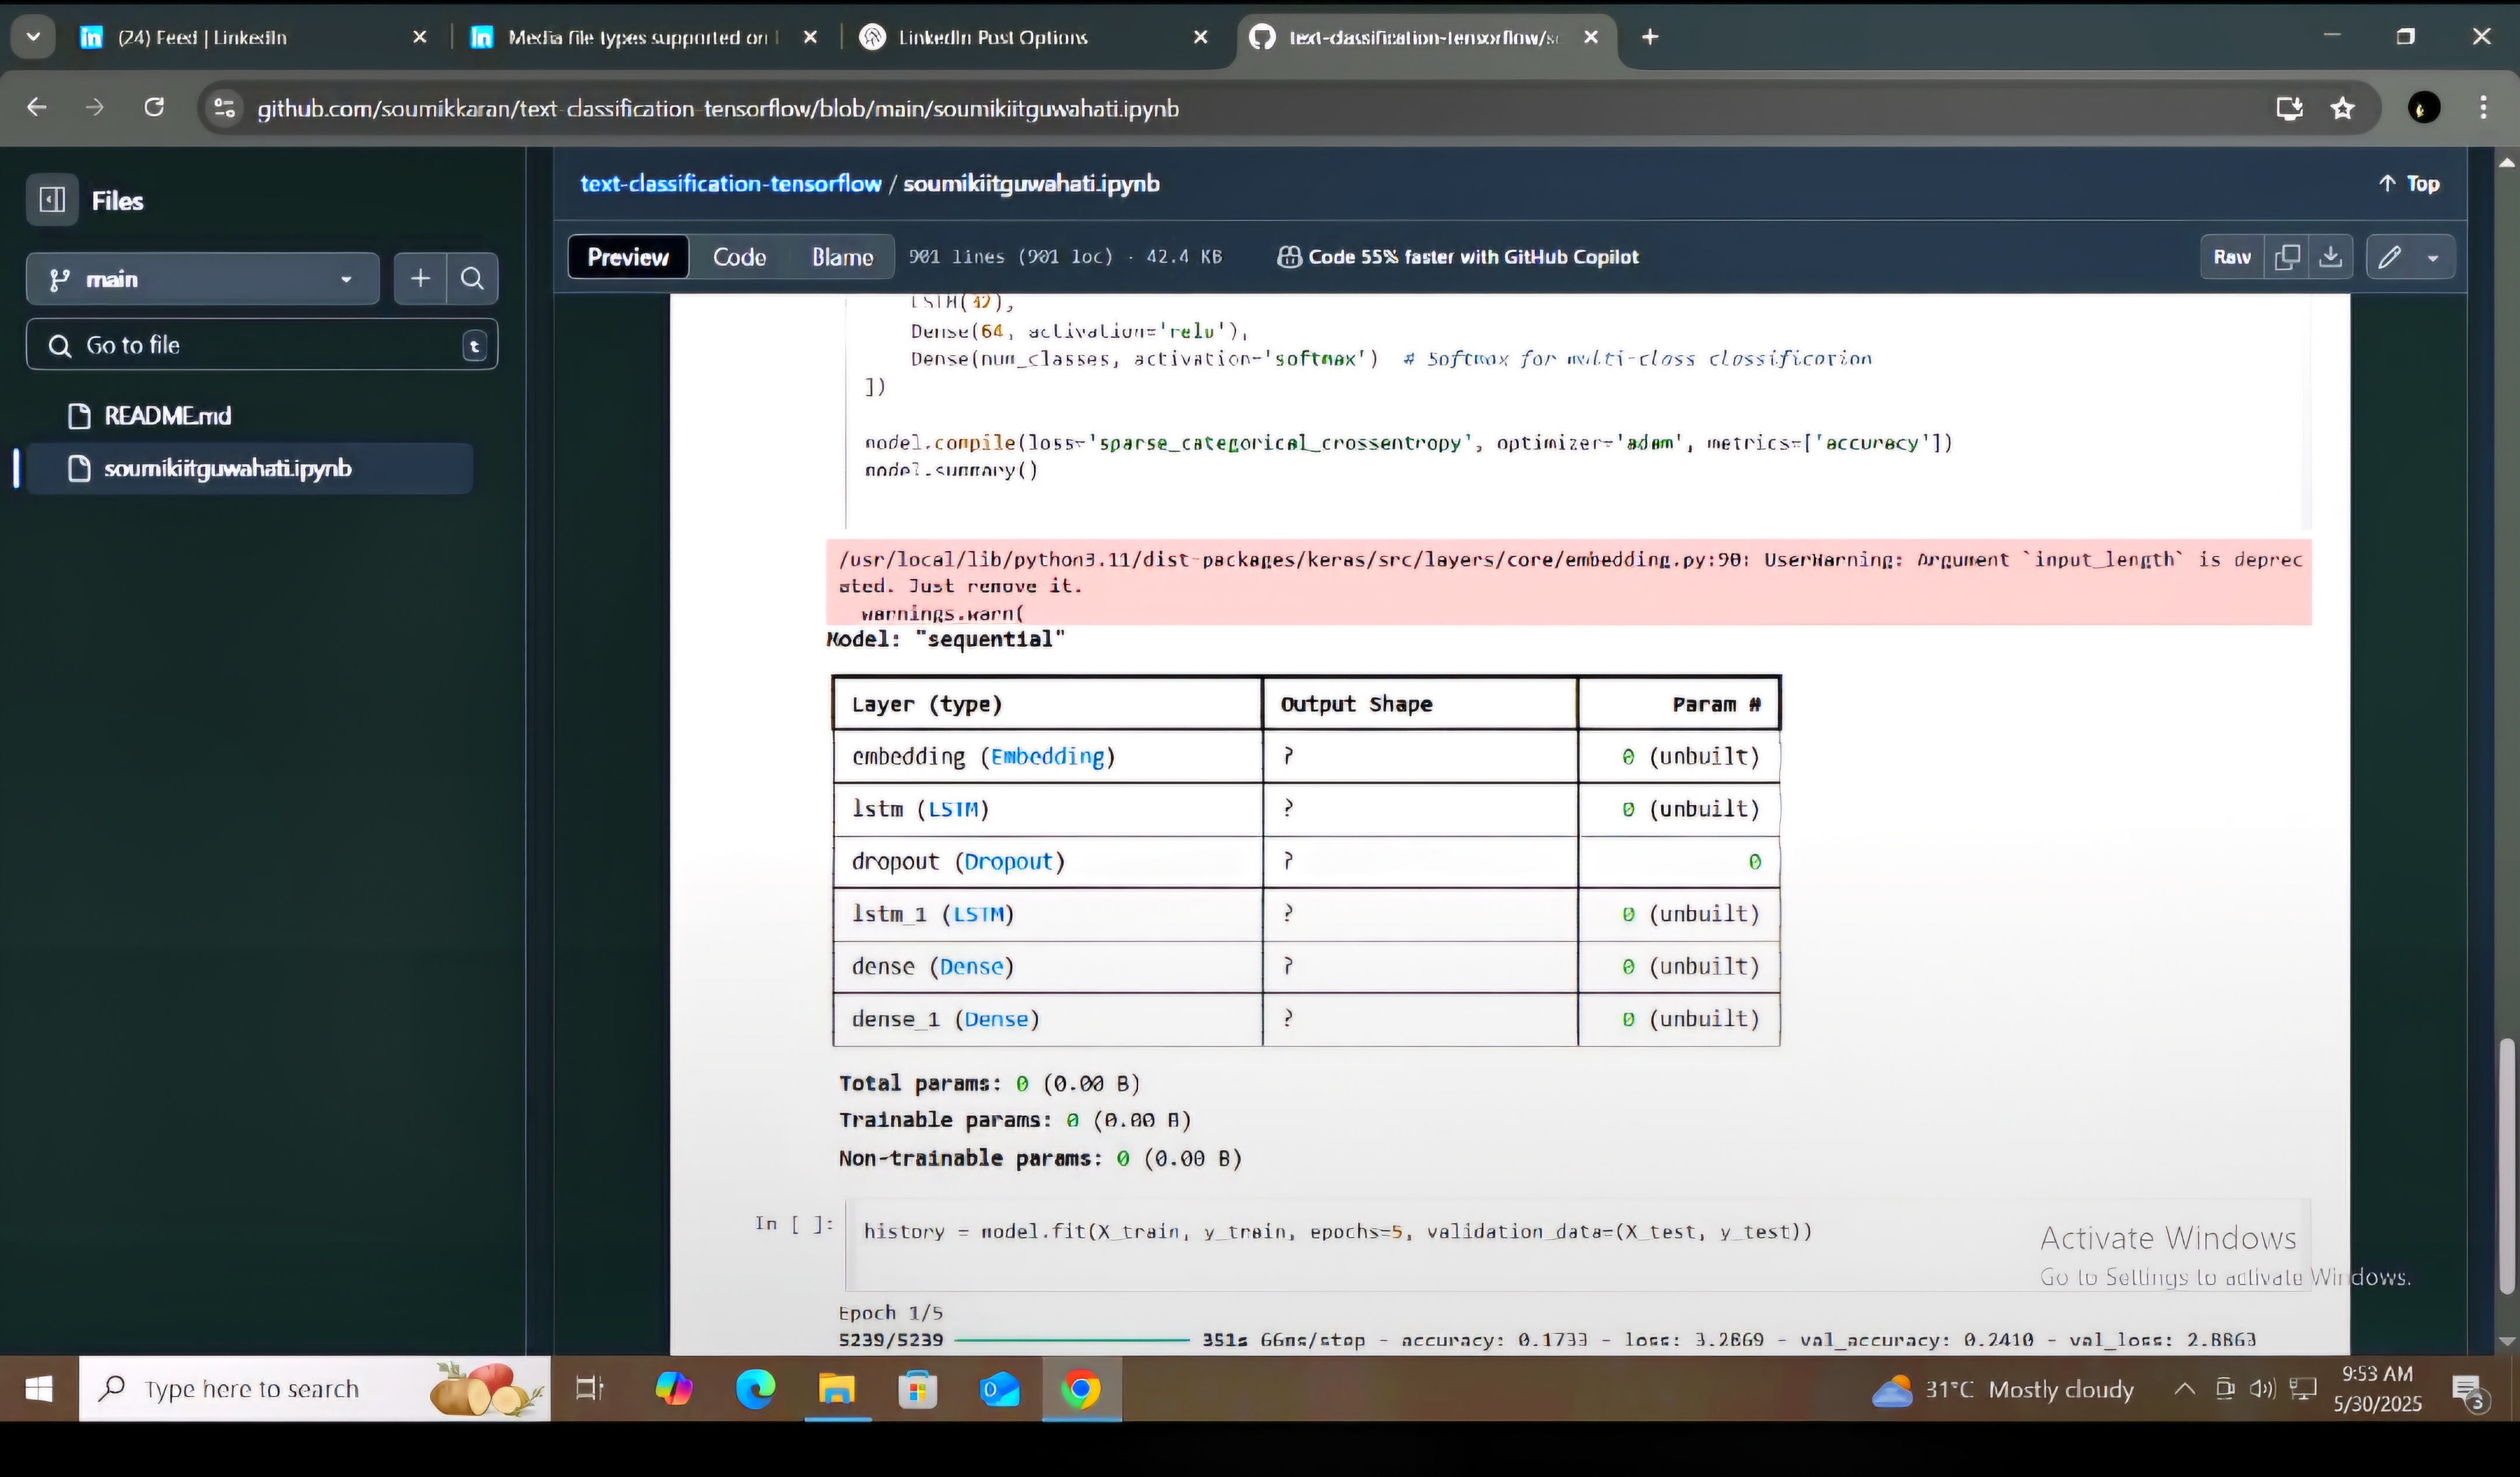 (24) Feed | LinkedIn
Media file types supported on
LinkedIn Post Options
text-classification-tensorflow/so
github.com/soumikkaran/text-classification-tensorflow/blob/main/soumikiitguwahati.ipynb
Files
text-classification-tensorflow / soumikiitguwahati.ipynb
Top
main
Preview Code Blame 901 lines (901 loc) · 42.4 KB Code 55% faster with GitHub Copilot Raw
Go to file t
README.md
soumikiitguwahati.ipynb
Dense(64, activation='relu'),
Dense(num_classes, activation='softmax') # Softmax for multi-class classification
])
model.compile(loss='sparse_categorical_crossentropy', optimizer='adam', metrics=['accuracy'])
model.summary()
/usr/local/lib/python3.11/dist-packages/keras/src/layers/core/embedding.py:90: UserWarning: Argument `input_length` is deprec
ated. Just remove it.
warnings.warn(
Model: "sequential"
Layer (type) Output Shape Param #
embedding (Embedding) ? 0 (unbuilt)
lstm (LSTM) ? 0 (unbuilt)
dropout (Dropout) ? 0
lstm_1 (LSTM) ? 0 (unbuilt)
dense (Dense) ? 0 (unbuilt)
dense_1 (Dense) ? 0 (unbuilt)
Total params: 0 (0.00 B)
Trainable params: 0 (0.00 B)
Non-trainable params: 0 (0.00 B)
In [ ]: history = model.fit(X_train, y_train, epochs=5, validation_data=(X_test, y_test))
Activate Windows
Go to Settings to activate Windows.
Epoch 1/5
5239/5239 351s 66ms/step - accuracy: 0.1733 - loss: 3.2869 - val_accuracy: 0.2410 - val_loss: 2.8863
Type here to search
31°C Mostly cloudy
9:53 AM
5/30/2025
3